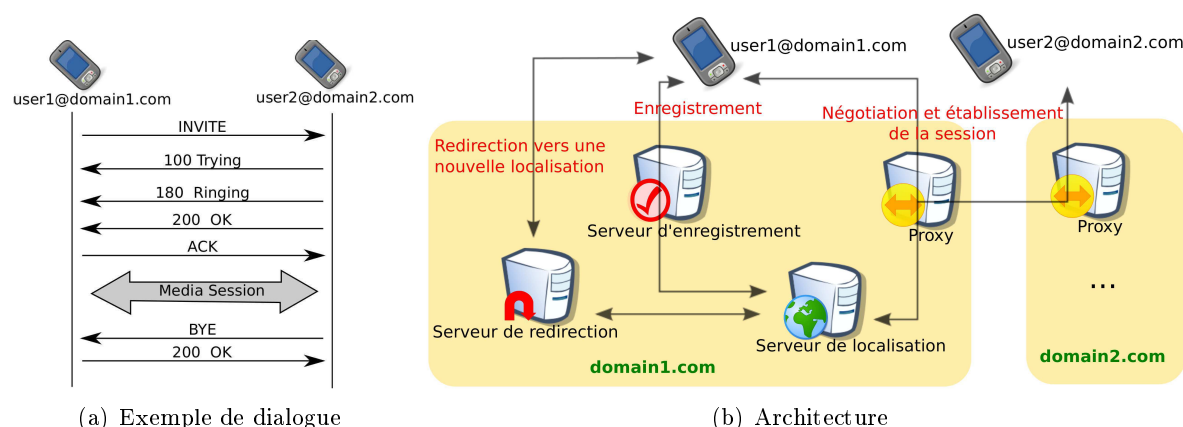 user1@domain1.com
user2@domain2.com
INVITE
100 Trying
180 Ringing
200 OK
ACK
Media Session
BYE
200 OK
(a) Exemple de dialogue
user1@domain1.com
user2@domain2.com
Enregistrement
Négotiation et établissement
de la session
Redirection vers une
nouvelle localisation
Serveur d'enregistrement
Proxy
Proxy
...
Serveur de redirection
Serveur de localisation
domain1.com
domain2.com
(b) Architecture